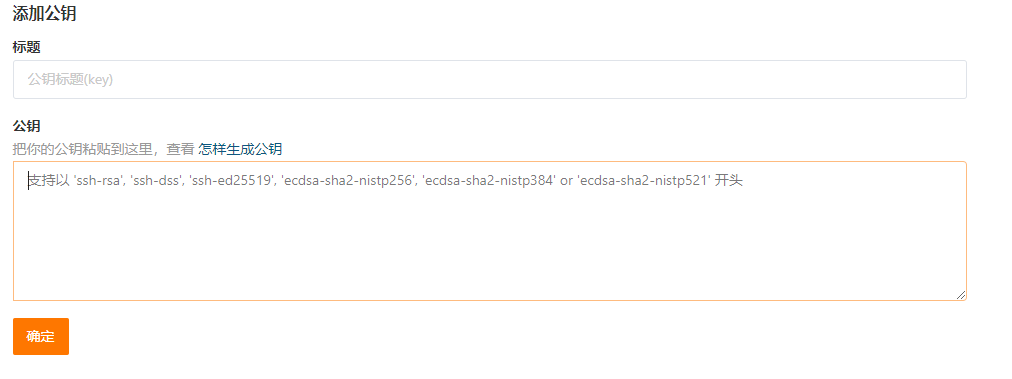 添加公钥
标题
公钥标题(key)
公钥
把你的公钥粘贴到这里，查看 怎样生成公钥
支持以 'ssh-rsa', 'ssh-dss', 'ssh-ed25519', 'ecdsa-sha2-nistp256', 'ecdsa-sha2-nistp384' or 'ecdsa-sha2-nistp521' 开头
确定